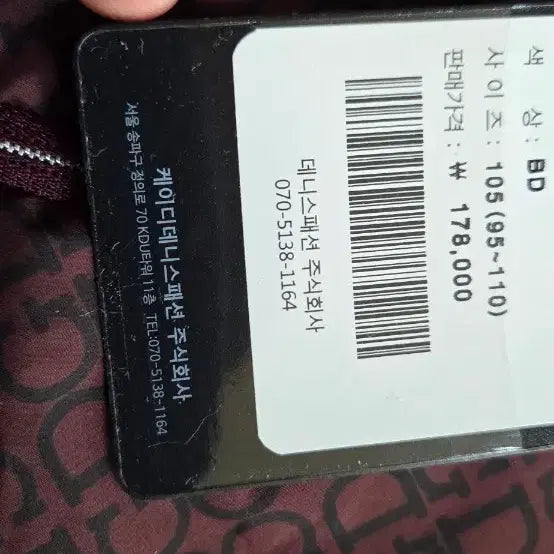 색 상 : BD
사 이 즈 : 105(95~110)
판매가격 : ₩ 178,000
데니스패션 주식회사
070-5138-1164
케이디데니스패션 주식회사
서울 송파구 정의로 70 KDU타워 11층 TEL:070-5138-1164